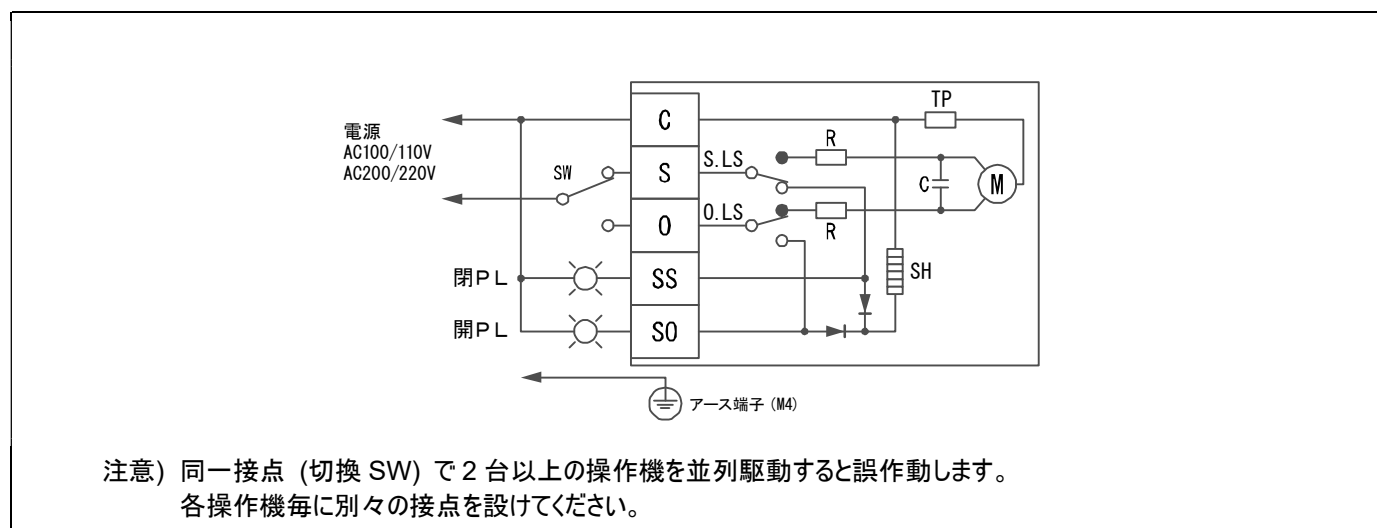 TP
C
R
電源
AC100/110V
AC200/220V
SW
S
S.LS
C
M
O
O.LS
R
閉PL
SS
SH
開PL
SO
アース端子 (M4)
注意) 同一接点 (切換 SW) で 2 台以上の操作機を並列駆動すると誤作動します。
各操作機毎に別々の接点を設けてください。